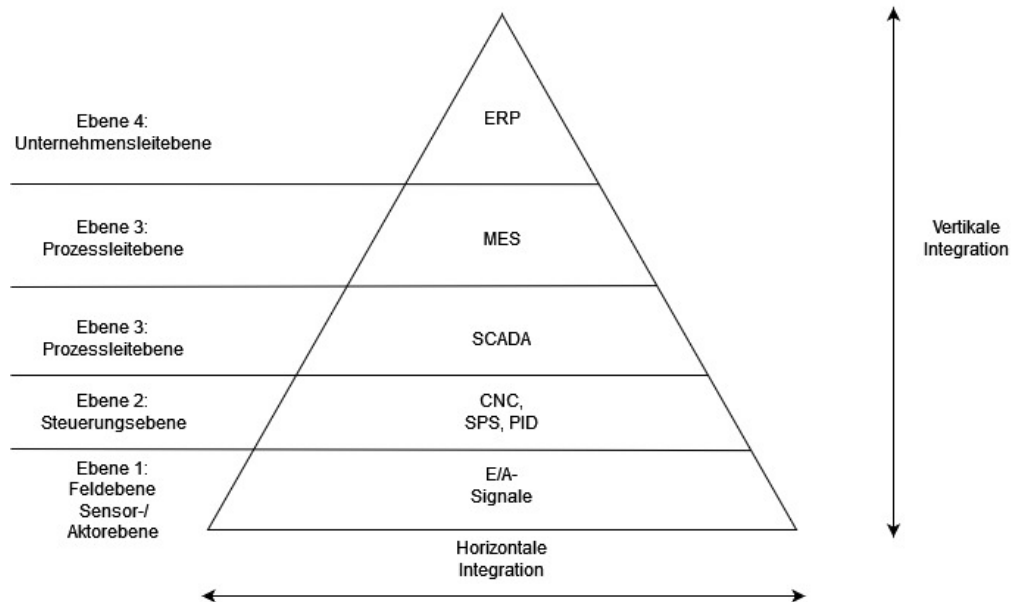 Ebene 4:
Unternehmensleitebene
ERP
Ebene 3:
Prozessleitebene
MES
Vertikale
Integration
Ebene 3:
Prozessleitebene
SCADA
Ebene 2:
Steuerungsebene
CNC,
SPS, PID
Ebene 1:
Feldebene
Sensor-/
Aktorebene
E/A-
Signale
Horizontale
Integration